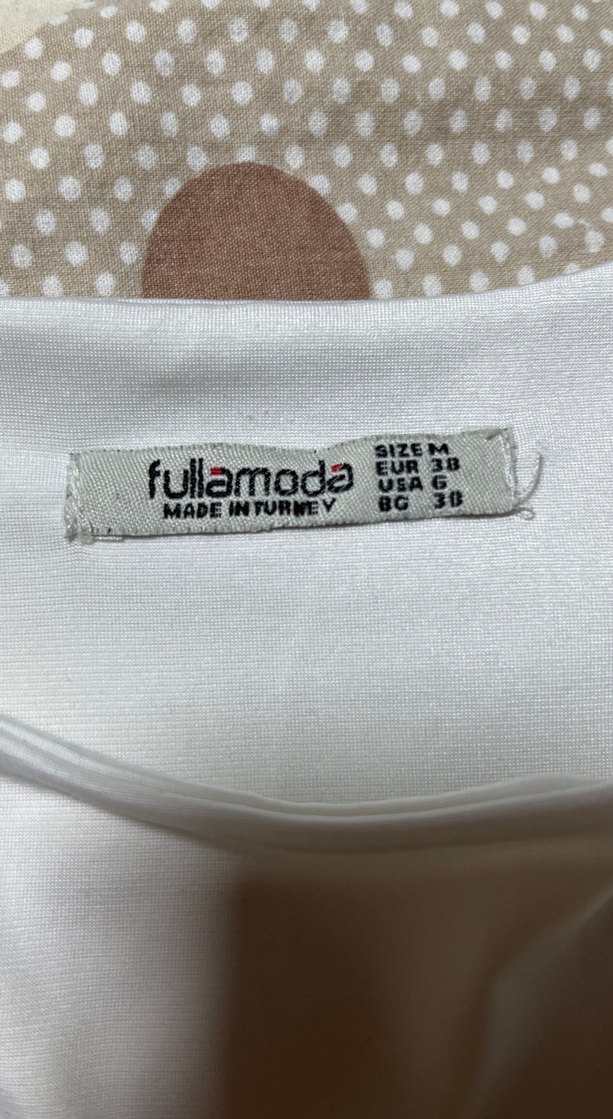 fullamoda
MADE IN TURKEY
SIZE M
EUR 38
USA 6
BG 38